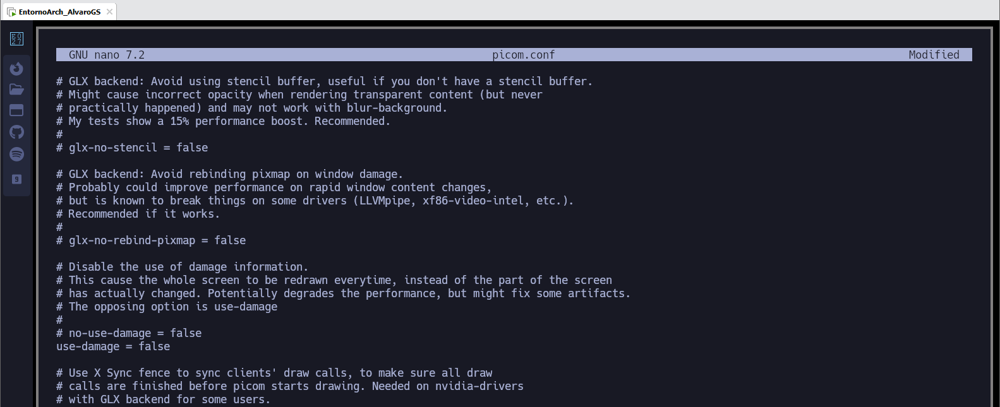 EntornoArch_AlvaroGS
E0
27
GNU nano 7.2 picom.conf Modified
# GLX backend: Avoid using stencil buffer, useful if you don't have a stencil buffer.
# Might cause incorrect opacity when rendering transparent content (but never
# practically happened) and may not work with blur-background.
# My tests show a 15% performance boost. Recommended.
#
# glx-no-stencil = false
# GLX backend: Avoid rebinding pixmap on window damage.
# Probably could improve performance on rapid window content changes,
# but is known to break things on some drivers (LLVMpipe, xf86-video-intel, etc.).
# Recommended if it works.
#
# glx-no-rebind-pixmap = false
# Disable the use of damage information.
# This cause the whole screen to be redrawn everytime, instead of the part of the screen
# has actually changed. Potentially degrades the performance, but might fix some artifacts.
# The opposing option is use-damage
#
# no-use-damage = false
use-damage = false
# Use X Sync fence to sync clients' draw calls, to make sure all draw
# calls are finished before picom starts drawing. Needed on nvidia-drivers
# with GLX backend for some users.
9